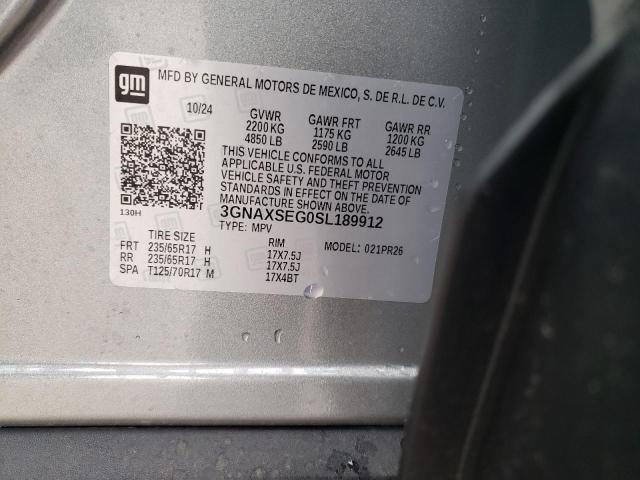 gm
MFD BY GENERAL MOTORS DE MEXICO, S. DE R.L. DE C.V.
10/24 GVWR GAWR FRT GAWR RR
2200 KG 1175 KG 1200 KG
4850 LB 2590 LB 2645 LB
THIS VEHICLE CONFORMS TO ALL
APPLICABLE U.S. FEDERAL MOTOR
VEHICLE SAFETY AND THEFT PREVENTION
STANDARDS IN EFFECT ON THE DATE OF
MANUFACTURE SHOWN ABOVE.
3GNAXSEG0SL189912
130H TYPE: MPV MODEL: 021PR26
TIRE SIZE RIM
FRT 235/65R17 H 17X7.5J
RR 235/65R17 H 17X7.5J
SPA T125/70R17 M 17X4BT